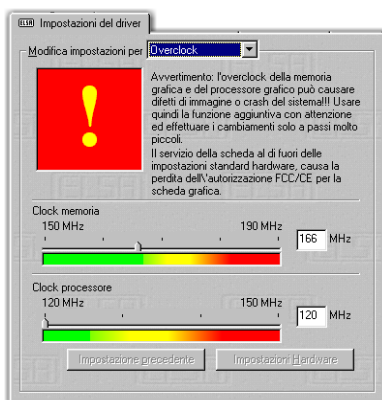 ELSA Impostazioni del driver
Modifica impostazioni per Overclock
Avvertimento: l'overclock della memoria
grafica e del processore grafico può causare
difetti di immagine o crash del sistema!!! Usare
quindi la funzione aggiuntiva con attenzione
ed effettuare i cambiamenti solo a passi molto
piccoli.
Il servizio della scheda al di fuori delle
impostazioni standard hardware, causa la
perdita dell\'autorizzazione FCC/CE per la
scheda grafica.
Clock memoria
150 MHz 190 MHz
166 MHz
Clock processore
120 MHz 150 MHz
120 MHz
Impostazione precedente Impostazioni Hardware